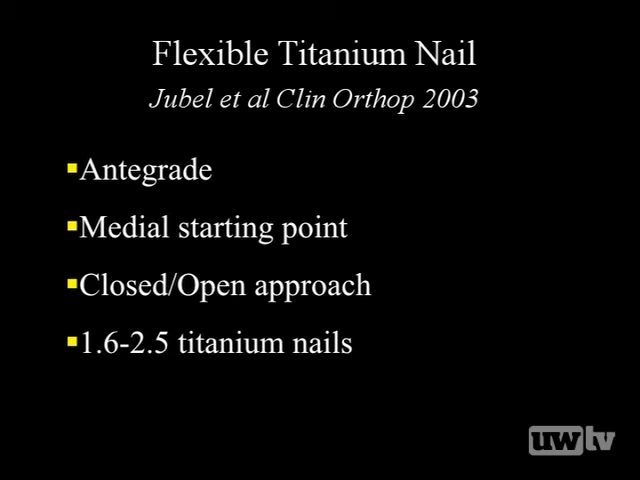 Flexible Titanium Nail
Jubel et al Clin Orthop 2003
Antegrade
Medial starting point
Closed/Open approach
1.6-2.5 titanium nails
uwtv